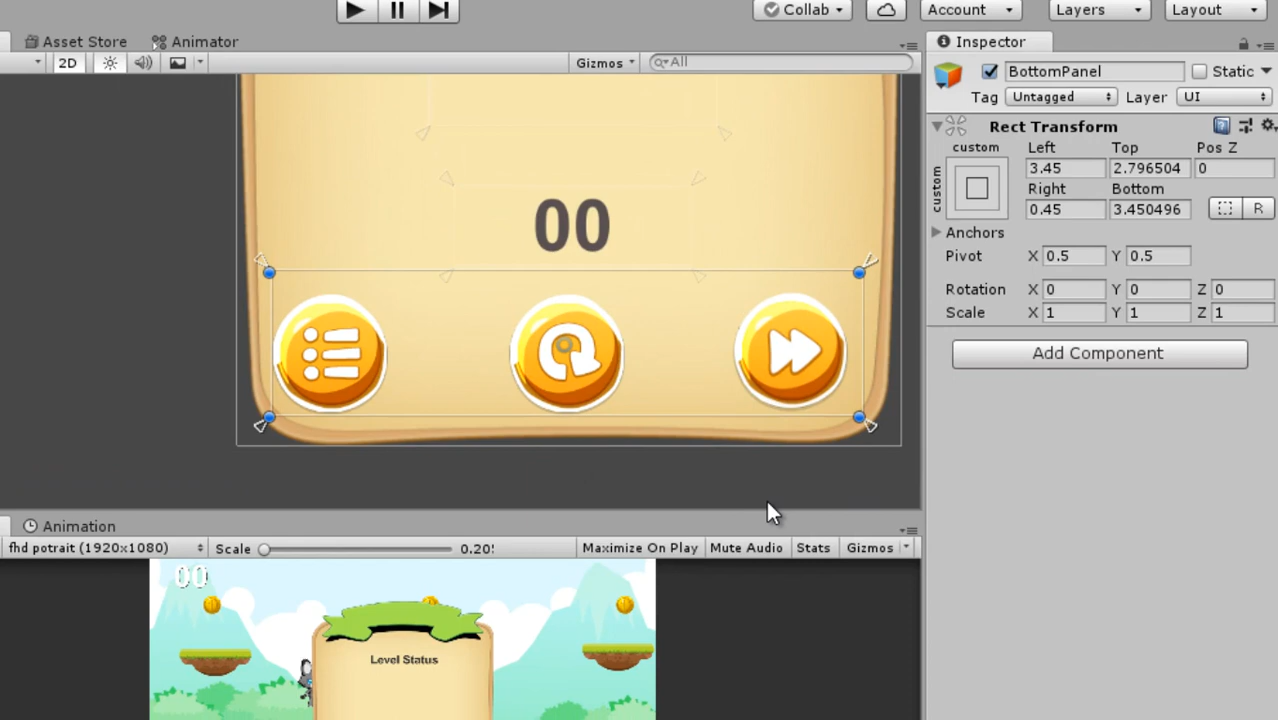 Collab Account Layers Layout
Asset Store Animator Inspector
2D Gizmos All
BottomPanel Static
Tag Untagged Layer UI
Rect Transform
custom Left Top Pos Z
custom
3.45 2.796504 0
Right Bottom
0.45 3.450496 R
Anchors
Pivot X 0.5 Y 0.5
Rotation X 0 Y 0 Z 0
Scale X 1 Y 1 Z 1
Add Component
00
Animation
fhd potrait (1920x1080) Scale 0.20 Maximize On Play Mute Audio Stats Gizmos
00
Level Status